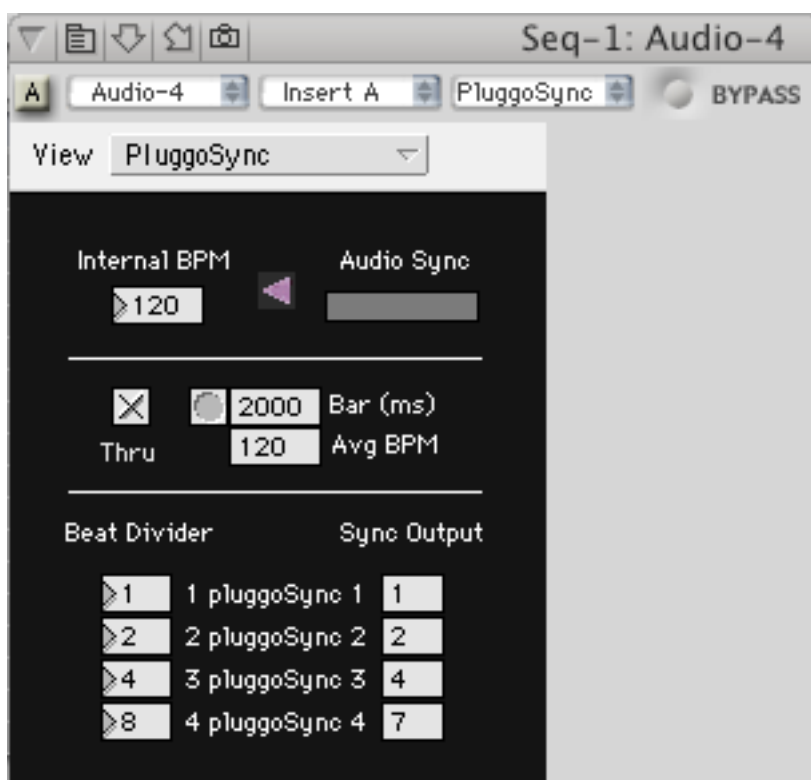 Seq-1: Audio-4
A Audio-4 Insert A PluggoSync BYPASS
View PluggoSync
Internal BPM Audio Sync
120
2000 Bar (ms)
Thru 120 Avg BPM
Beat Divider Sync Output
1 1 pluggoSync 1 1
2 2 pluggoSync 2 2
4 3 pluggoSync 3 4
8 4 pluggoSync 4 7